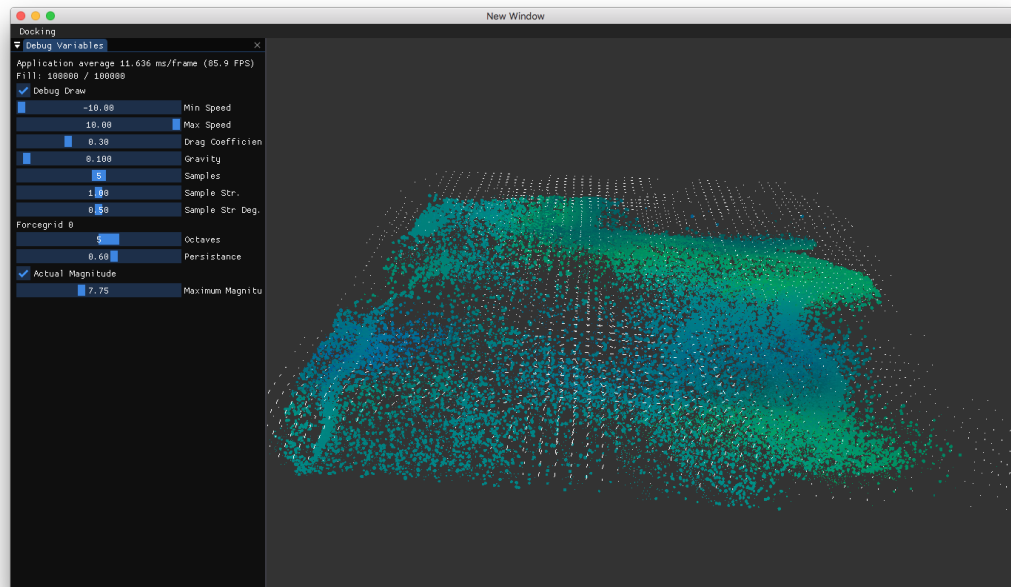 New Window
Docking
Debug Variables
Application average 11.636 ms/frame (85.9 FPS)
Fill: 100000 / 100000
Debug Draw
-10.00 Min Speed
10.00 Max Speed
0.30 Drag Coefficien
0.100 Gravity
5 Samples
1.00 Sample Str.
0.50 Sample Str Deg.
Forcegrid 0
5 Octaves
0.60 Persistance
Actual Magnitude
7.75 Maximum Magnitu